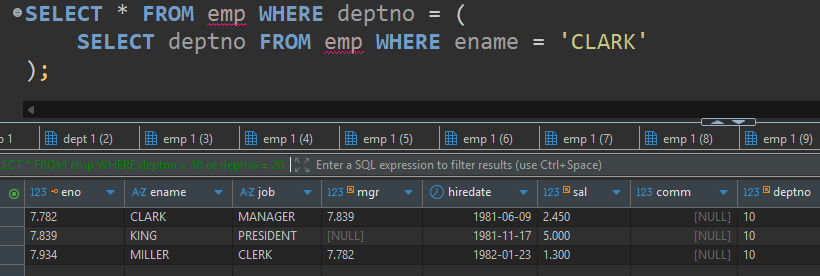 SELECT * FROM emp WHERE deptno = (
SELECT deptno FROM emp WHERE ename = 'CLARK'
);
p 1 dept 1 (2) emp 1 (3) emp 1 (4) emp 1 (5) emp 1 (6) emp 1 (7) emp 1 (8) emp 1 (9)
ECT * FROM emp WHERE deptno = 10 or deptno = 20 Enter a SQL expression to filter results (use Ctrl+Space)
123 eno A-Z ename A-Z job 123 mgr hiredate 123 sal 123 comm 123 deptno
7.782 CLARK MANAGER 7.839 1981-06-09 2.450 [NULL] 10
7.839 KING PRESIDENT [NULL] 1981-11-17 5.000 [NULL] 10
7.934 MILLER CLERK 7.782 1982-01-23 1.300 [NULL] 10